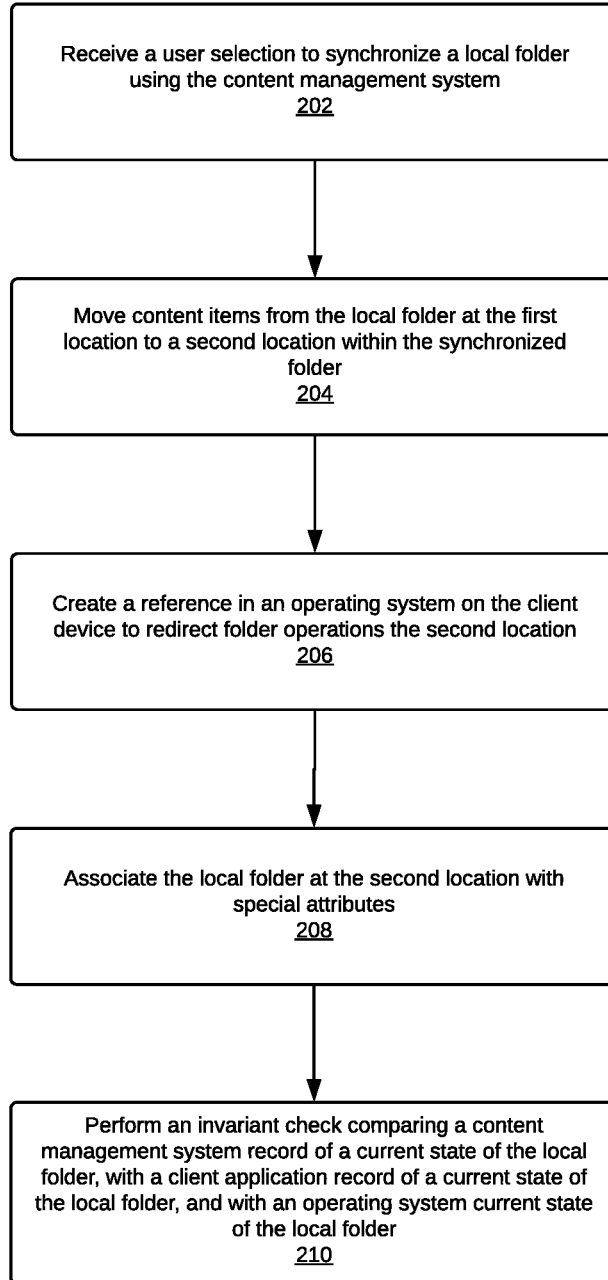 Receive a user selection to synchronize a local folder
using the content management system
202
Move content items from the local folder at the first
location to a second location within the synchronized
folder
204
Create a reference in an operating system on the client
device to redirect folder operations the second location
206
Associate the local folder at the second location with
special attributes
208
Perform an invariant check comparing a content
management system record of a current state of the local
folder, with a client application record of a current state of
the local folder, and with an operating system current state
of the local folder
210